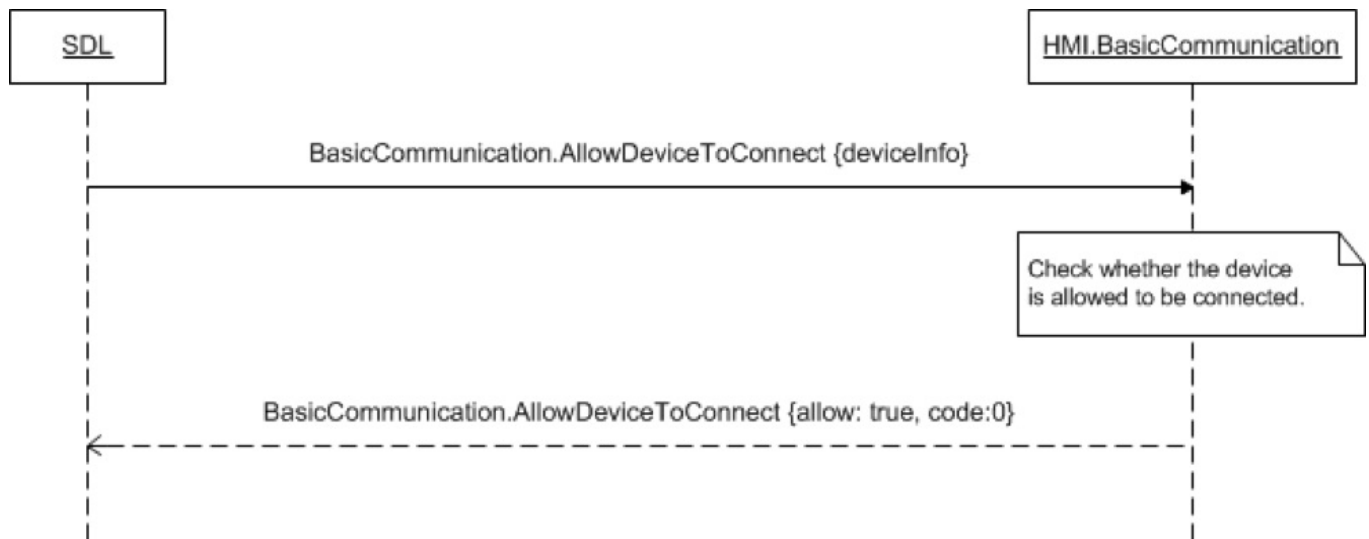 SDL
HMI.BasicCommunication
BasicCommunication.AllowDeviceToConnect {deviceInfo}
Check whether the device
is allowed to be connected.
BasicCommunication.AllowDeviceToConnect {allow: true, code:0}